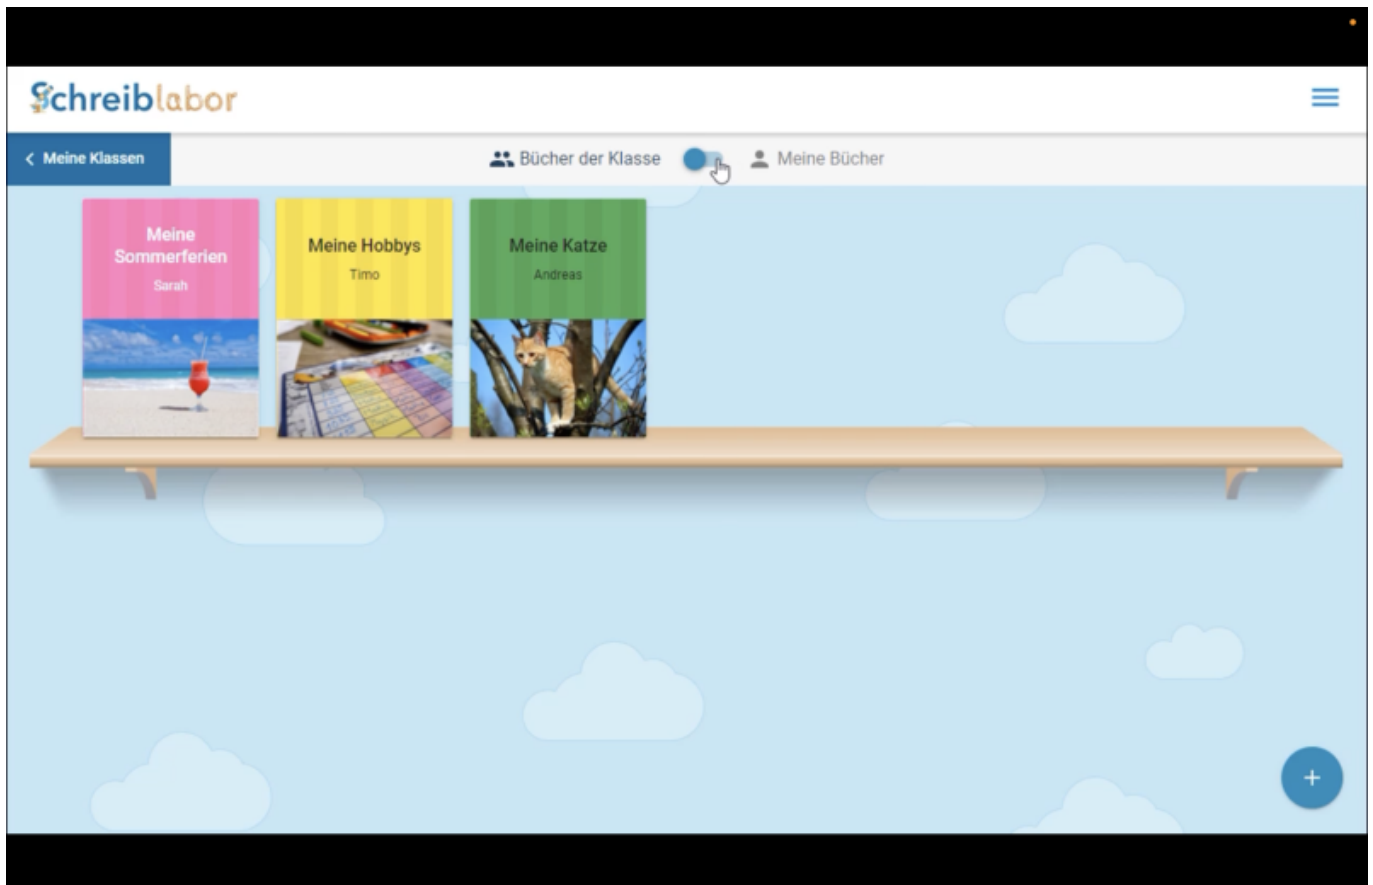 Schreiblabor
Meine Klassen
Bücher der Klasse
Meine Bücher
Meine
Sommerferien
Sarah
Meine Hobbys
Timo
Meine Katze
Andreas